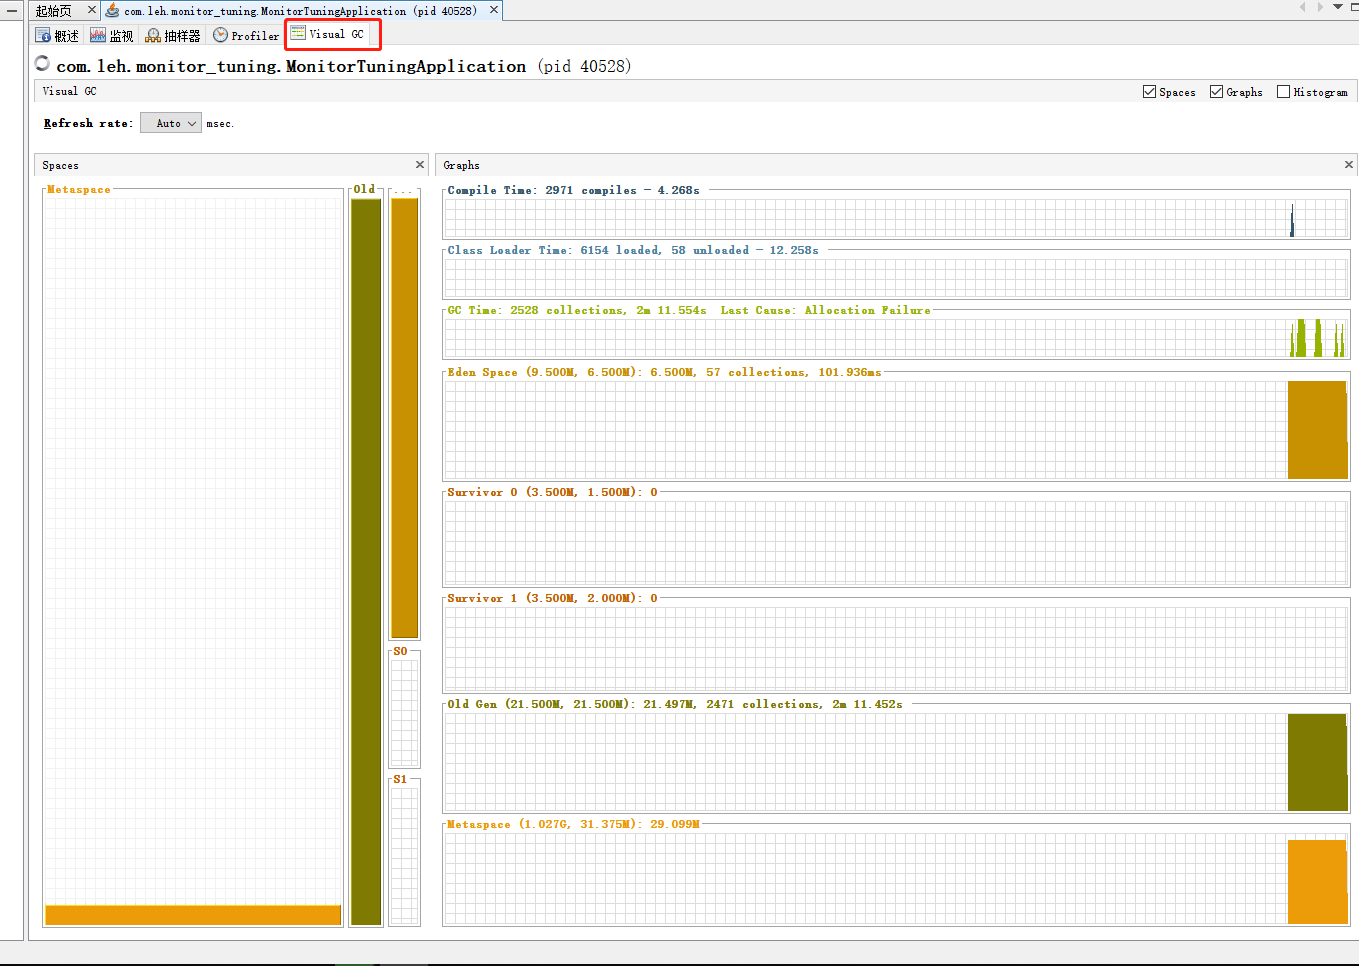 起始页
com.leh.monitor_tuning.MonitorTuningApplication (pid 40528)
概述 监视 抽样器 Profiler Visual GC
com.leh.monitor_tuning.MonitorTuningApplication (pid 40528)
Visual GC
Spaces Graphs Histogram
Refresh rate: Auto msec.
Spaces
Metaspace
Old
...
S0
S1
Graphs
Compile Time: 2971 compiles - 4.268s
Class Loader Time: 6154 loaded, 58 unloaded - 12.258s
GC Time: 2528 collections, 2m 11.554s Last Cause: Allocation Failure
Eden Space (9.500M, 6.500M): 6.500M, 57 collections, 101.936ms
Survivor 0 (3.500M, 1.500M): 0
Survivor 1 (3.500M, 2.000M): 0
Old Gen (21.500M, 21.500M): 21.497M, 2471 collections, 2m 11.452s
Metaspace (1.027G, 31.375M): 29.099M